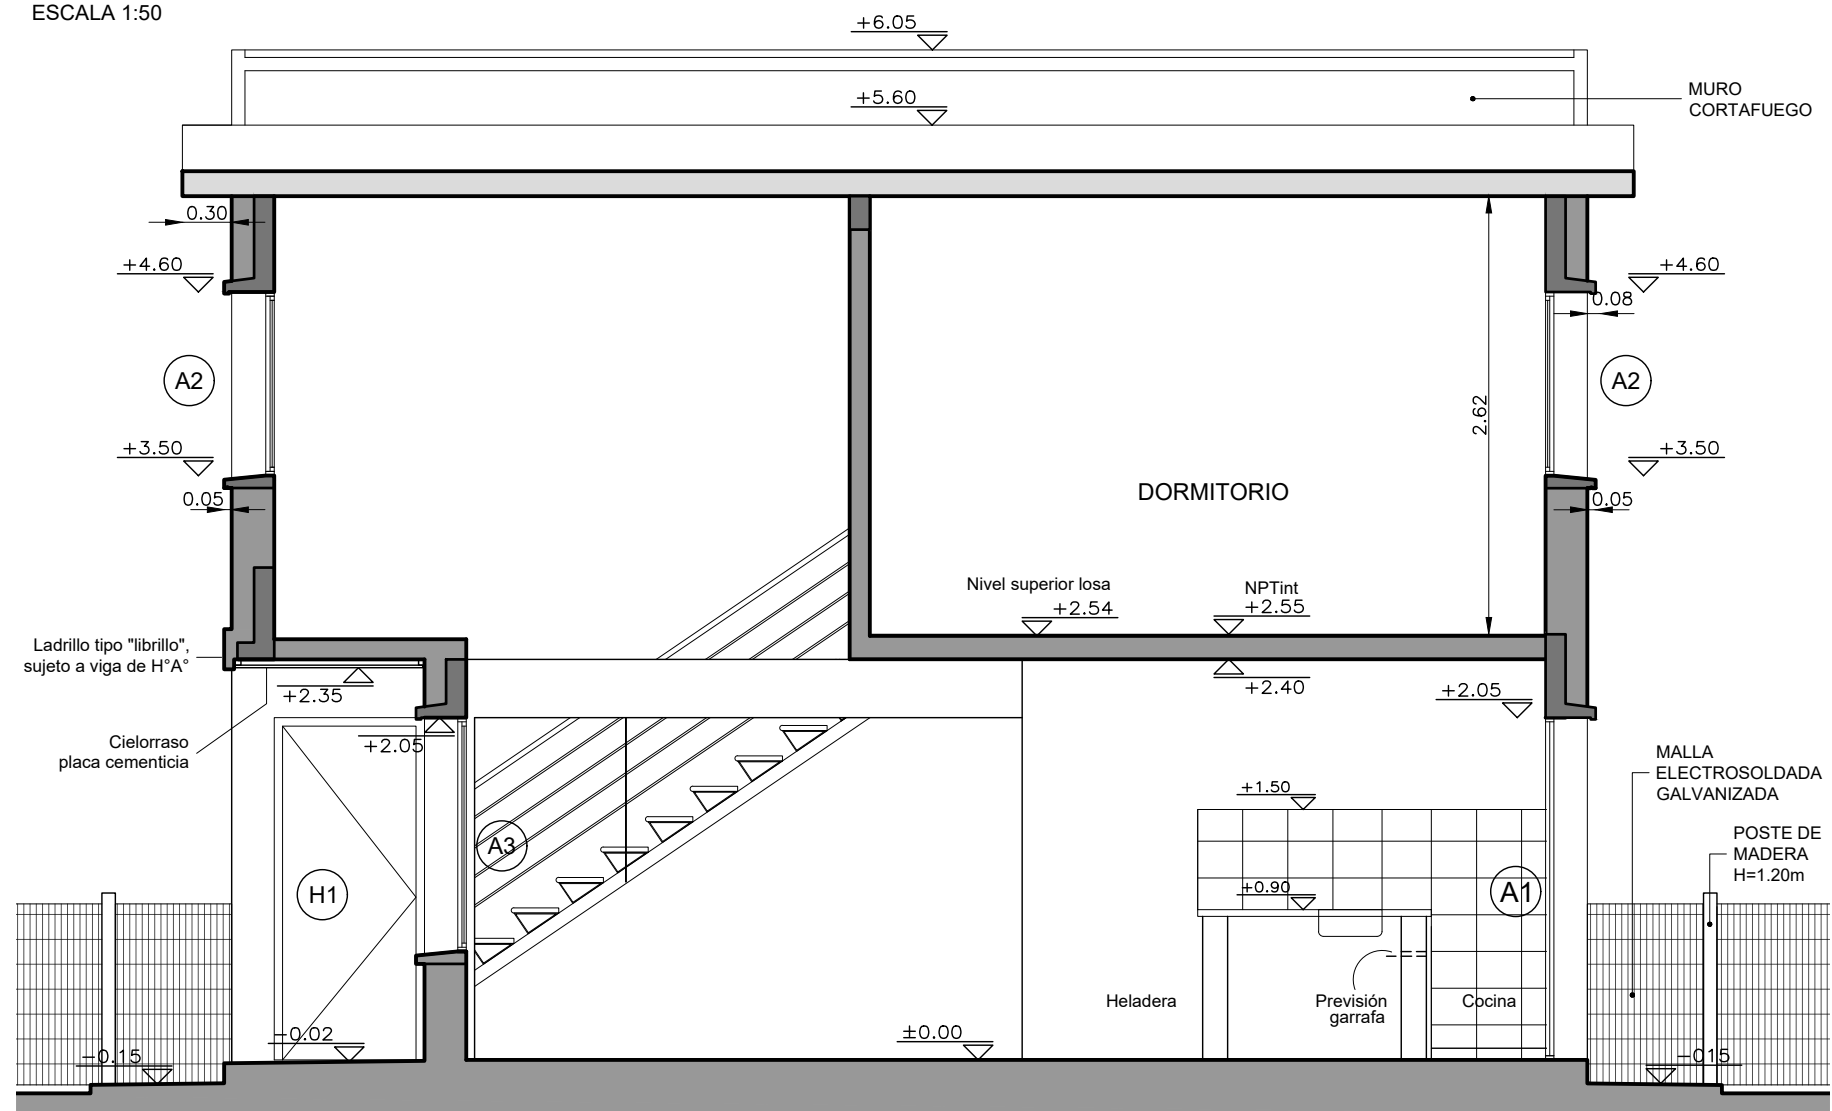 ESCALA 1:50
+6.05
+5.60
MURO
CORTAFUEGO
0.30
+4.60
+4.60
0.08
A2
A2
2.62
+3.50
+3.50
DORMITORIO
0.05
0.05
Nivel superior losa
+2.54
NPTint
+2.55
Ladrillo tipo "librillo",
sujeto a viga de H°A°
+2.35
+2.40
+2.05
Cielorraso
placa cementicia
+2.05
MALLA
ELECTROSOLDADA
GALVANIZADA
+1.50
POSTE DE
MADERA
H=1.20m
A3
H1
+0.90
A1
Heladera
Previsión
garrafa
Cocina
-0.02
±0.00
-0.15
-015